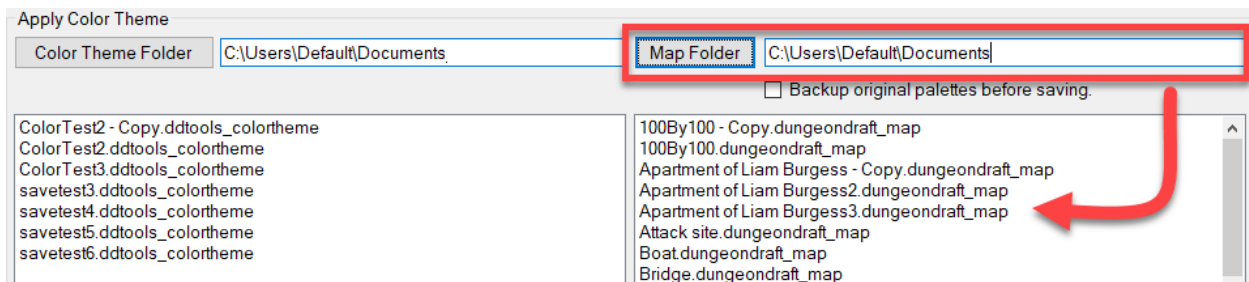 Apply Color Theme
Color Theme Folder C:\Users\Default\Documents
Map Folder C:\Users\Default\Documents
Backup original palettes before saving.
ColorTest2 - Copy.ddtools_colortheme
ColorTest2.ddtools_colortheme
ColorTest3.ddtools_colortheme
savetest3.ddtools_colortheme
savetest4.ddtools_colortheme
savetest5.ddtools_colortheme
savetest6.ddtools_colortheme
100By100 - Copy.dungeondraft_map
100By100.dungeondraft_map
Apartment of Liam Burgess - Copy.dungeondraft_map
Apartment of Liam Burgess2.dungeondraft_map
Apartment of Liam Burgess3.dungeondraft_map
Attack site.dungeondraft_map
Boat.dungeondraft_map
Bridge.dungeondraft_map